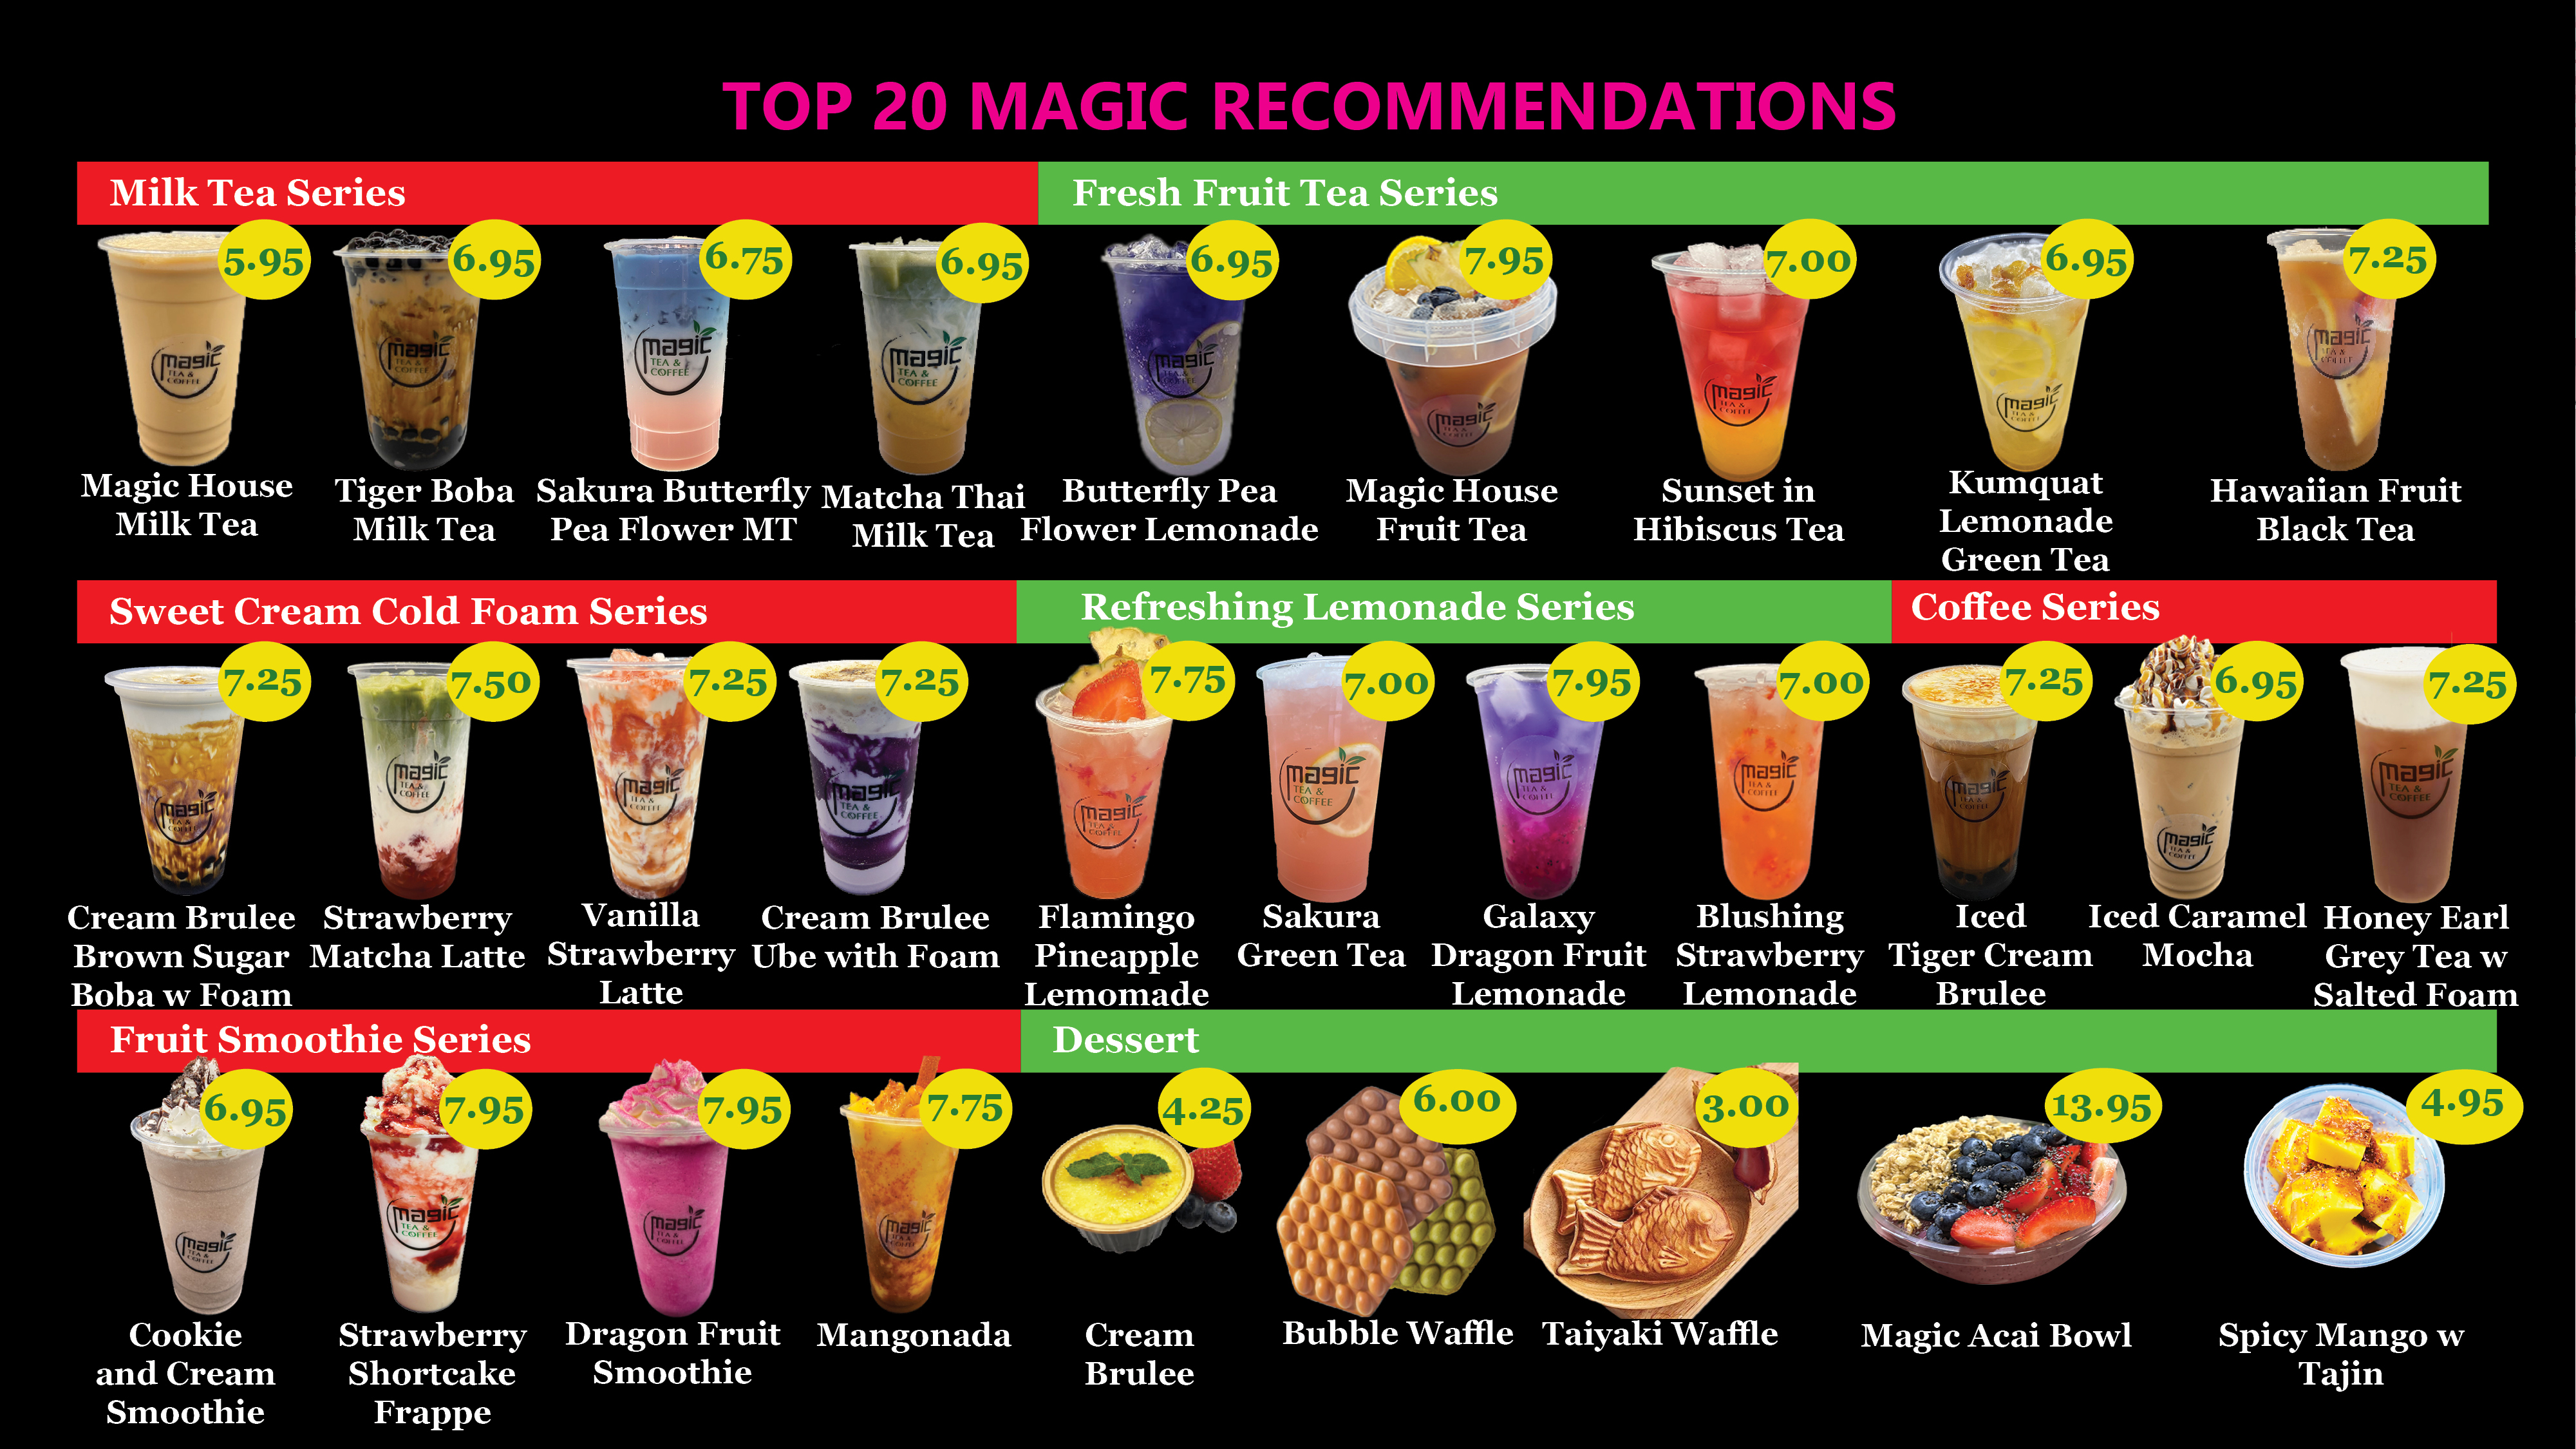 TOP 20 MAGIC RECOMMENDATIONS
Milk Tea Series
5.95
Magic House
Milk Tea
6.95
Tiger Boba
Milk Tea
6.75
Sakura Butterfly
Pea Flower MT
6.95
Matcha Thai
Milk Tea
Fresh Fruit Tea Series
6.95
Butterfly Pea
Flower Lemonade
7.95
Magic House
Fruit Tea
7.00
Sunset in
Hibiscus Tea
6.95
Kumquat
Lemonade
Green Tea
7.25
Hawaiian Fruit
Black Tea
Sweet Cream Cold Foam Series
7.25
Cream Brulee
Brown Sugar
Boba w Foam
7.50
Strawberry
Matcha Latte
7.25
Vanilla
Strawberry
Latte
7.25
Cream Brulee
Ube with Foam
Refreshing Lemonade Series
7.75
Flamingo
Pineapple
Lemomade
7.00
Sakura
Green Tea
7.95
Galaxy
Dragon Fruit
Lemonade
7.00
Blushing
Strawberry
Lemonade
Coffee Series
7.25
Iced
Tiger Cream
Brulee
6.95
Iced Caramel
Mocha
7.25
Honey Earl
Grey Tea w
Salted Foam
Fruit Smoothie Series
6.95
Cookie
and Cream
Smoothie
7.95
Strawberry
Shortcake
Frappe
7.95
Dragon Fruit
Smoothie
7.75
Mangonada
Dessert
4.25
Cream
Brulee
6.00
Bubble Waffle
3.00
Taiyaki Waffle
13.95
Magic Acai Bowl
4.95
Spicy Mango w
Tajin
magic
TEA &
COFFEE